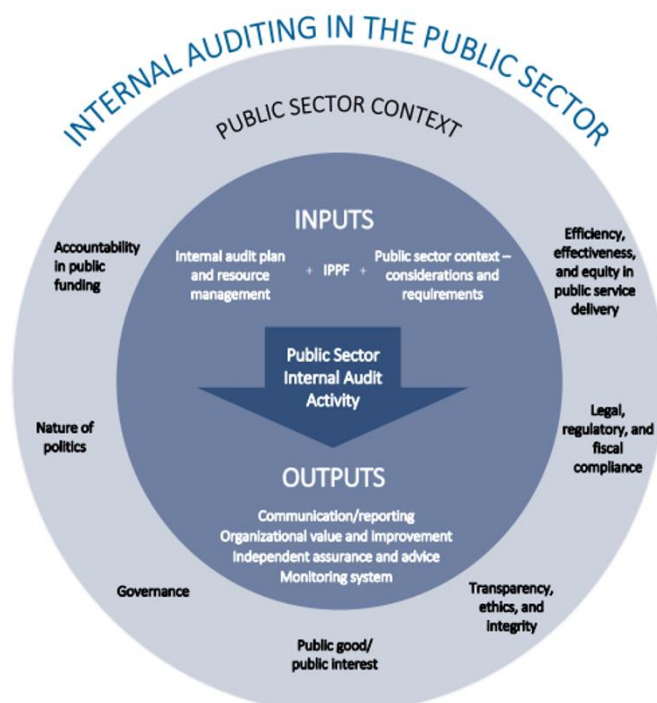 INTERNAL AUDITING IN THE PUBLIC SECTOR
PUBLIC SECTOR CONTEXT
INPUTS
Internal audit plan
and resource
management
+ IPPF +
Public sector context –
considerations and
requirements
Public Sector
Internal Audit
Activity
OUTPUTS
Communication/reporting
Organizational value and improvement
Independent assurance and advice
Monitoring system
Accountability
in public
funding
Nature of
politics
Governance
Public good/
public interest
Transparency,
ethics, and
integrity
Legal,
regulatory, and
fiscal
compliance
Efficiency,
effectiveness,
and equity in
public service
delivery